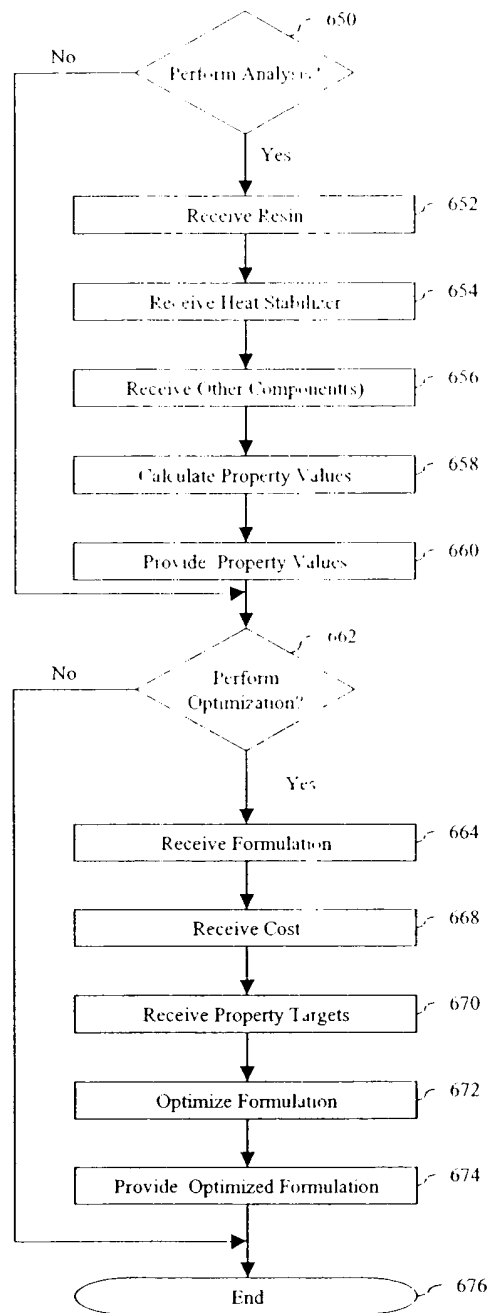 650
No
Perform Analysis?
Yes
Receive Resin
652
Receive Heat Stabilizer
654
Receive Other Component(s)
656
Calculate Property Values
658
Provide Property Values
660
662
No
Perform
Optimization?
Yes
Receive Formulation
664
Receive Cost
668
Receive Property Targets
670
Optimize Formulation
672
Provide Optimized Formulation
674
End
676